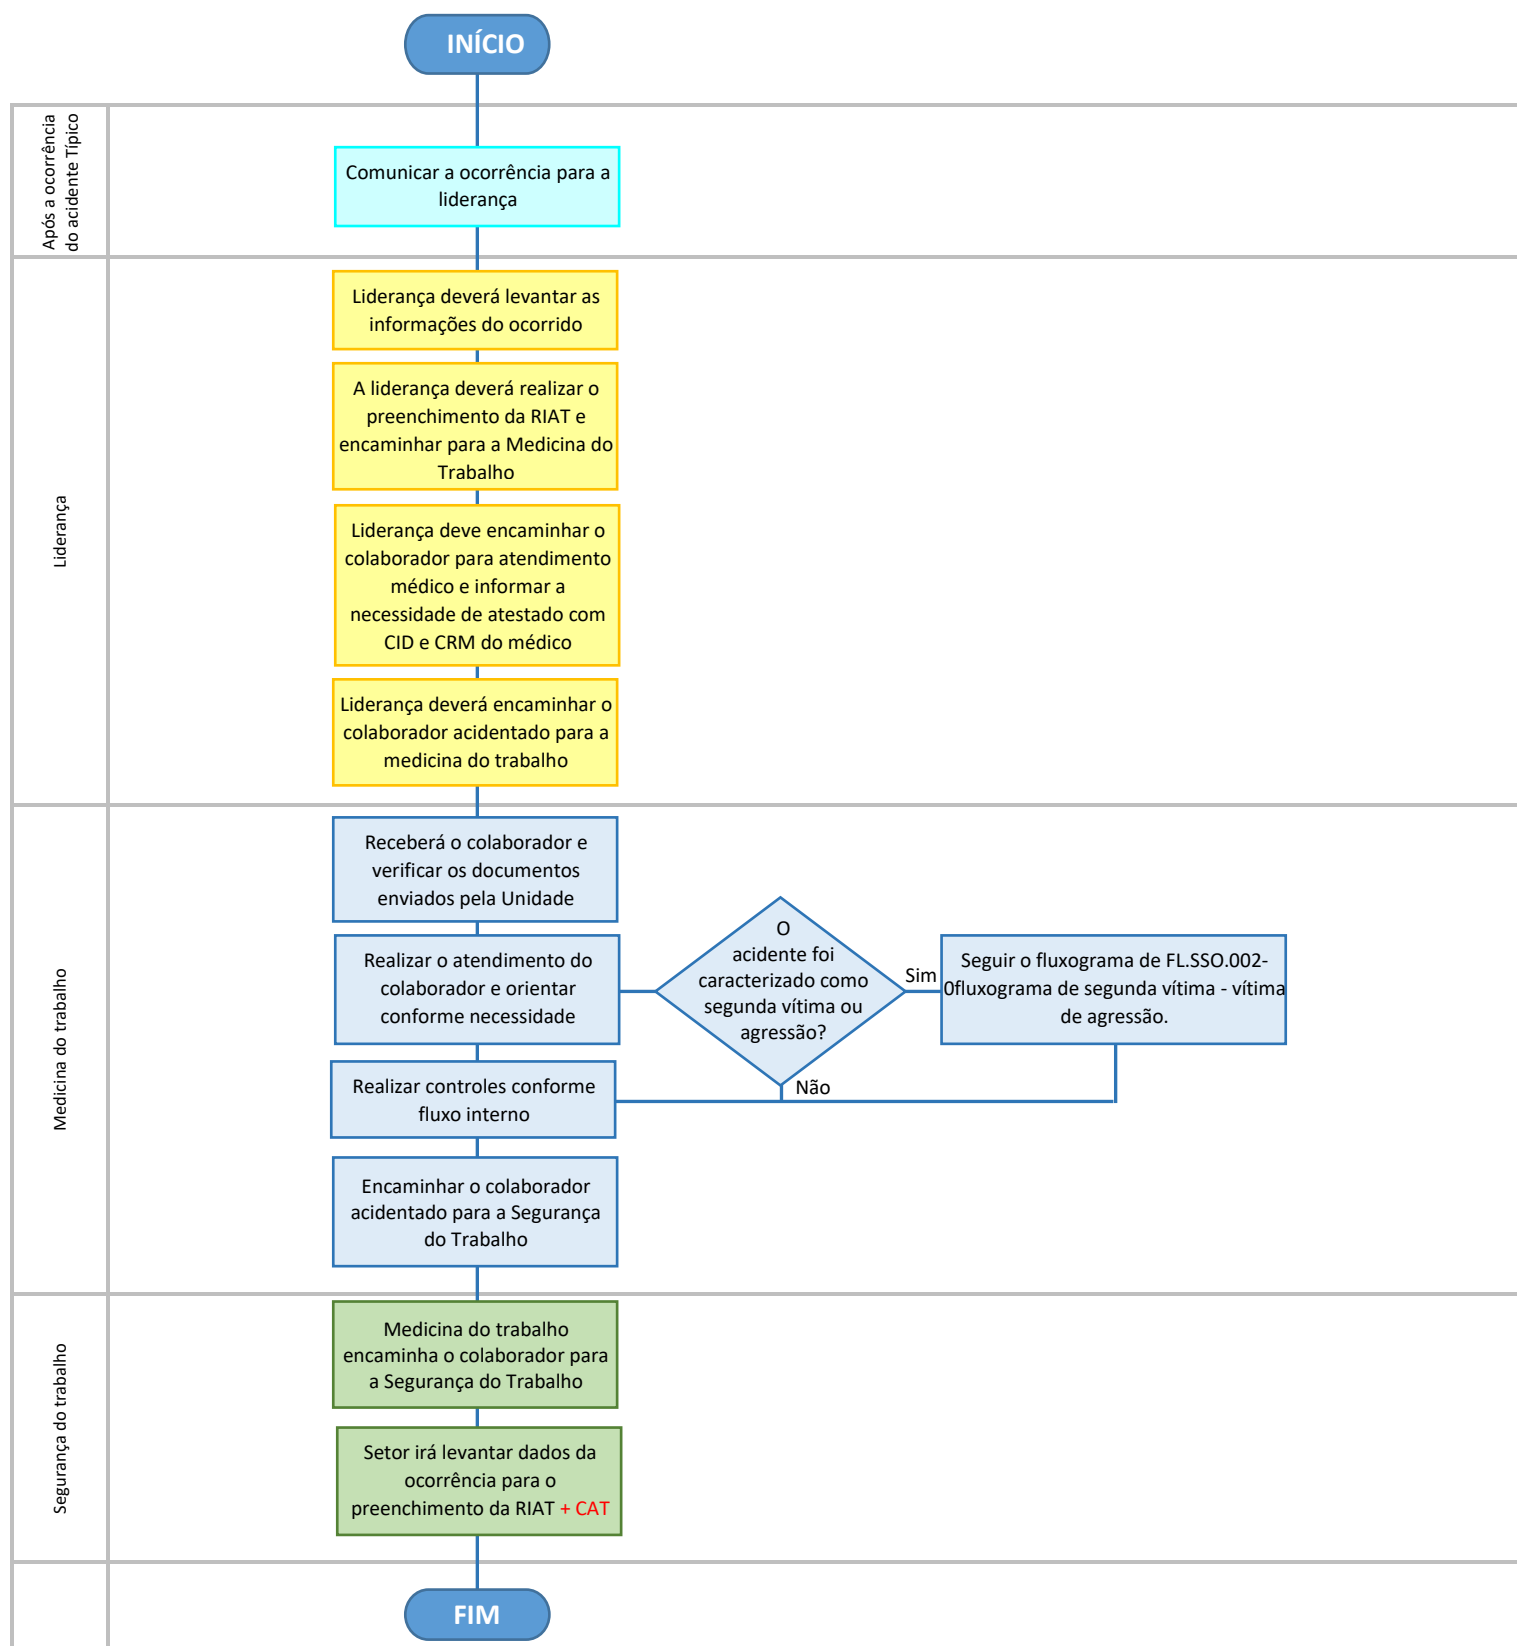 INÍCIO
Após a ocorrência
do acidente Típico
Comunicar a ocorrência para a
liderança
Liderança
Liderança deverá levantar as
informações do ocorrido
A liderança deverá realizar o
preenchimento da RIAT e
encaminhar para a Medicina do
Trabalho
Liderança deve encaminhar o
colaborador para atendimento
médico e informar a
necessidade de atestado com
CID e CRM do médico
Liderança deverá encaminhar o
colaborador acidentado para a
medicina do trabalho
Medicina do trabalho
Receberá o colaborador e
verificar os documentos
enviados pela Unidade
Realizar o atendimento do
colaborador e orientar
conforme necessidade
O
acidente foi
caracterizado como
segunda vítima ou
agressão?
Sim
Seguir o fluxograma de FL.SSO.002-
0fluxograma de segunda vítima - vítima
de agressão.
Não
Realizar controles conforme
fluxo interno
Encaminhar o colaborador
acidentado para a Segurança
do Trabalho
Segurança do trabalho
Medicina do trabalho
encaminha o colaborador para
a Segurança do Trabalho
Setor irá levantar dados da
ocorrência para o
preenchimento da RIAT + CAT
FIM